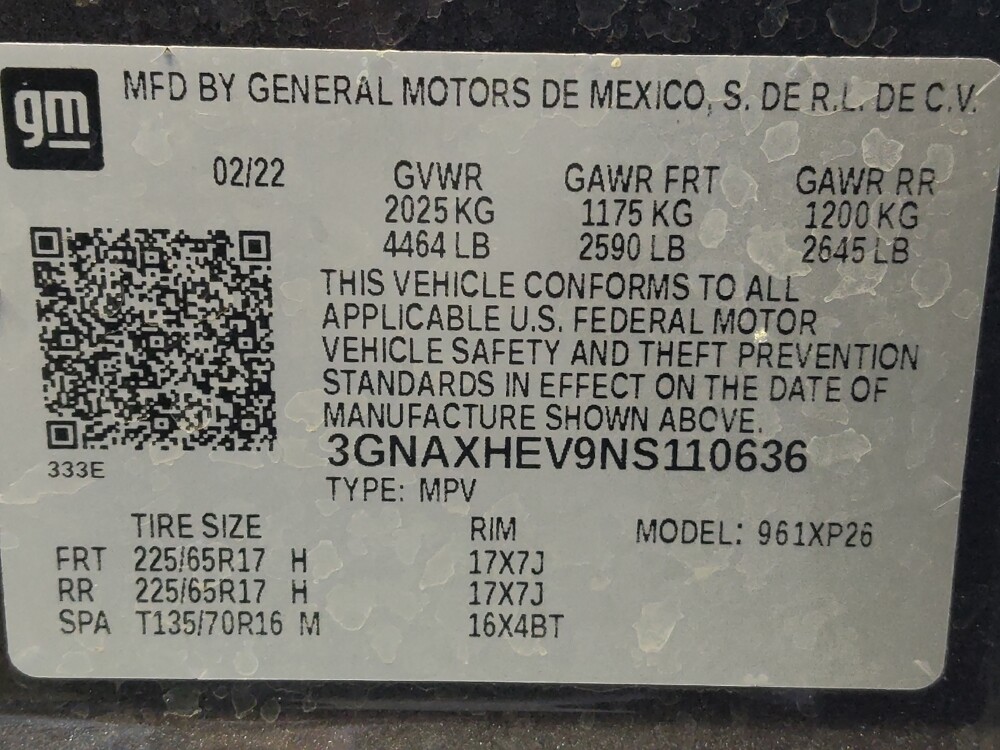 gm
MFD BY GENERAL MOTORS DE MEXICO, S. DE R.L. DE C.V.
02/22 GVWR GAWR FRT GAWR RR
2025 KG 1175 KG 1200 KG
4464 LB 2590 LB 2645 LB
THIS VEHICLE CONFORMS TO ALL
APPLICABLE U.S. FEDERAL MOTOR
VEHICLE SAFETY AND THEFT PREVENTION
STANDARDS IN EFFECT ON THE DATE OF
MANUFACTURE SHOWN ABOVE.
3GNAXHEV9NS110636
333E
TYPE: MPV
TIRE SIZE RIM MODEL: 961XP26
FRT 225/65R17 H 17X7J
RR 225/65R17 H 17X7J
SPA T135/70R16 M 16X4BT